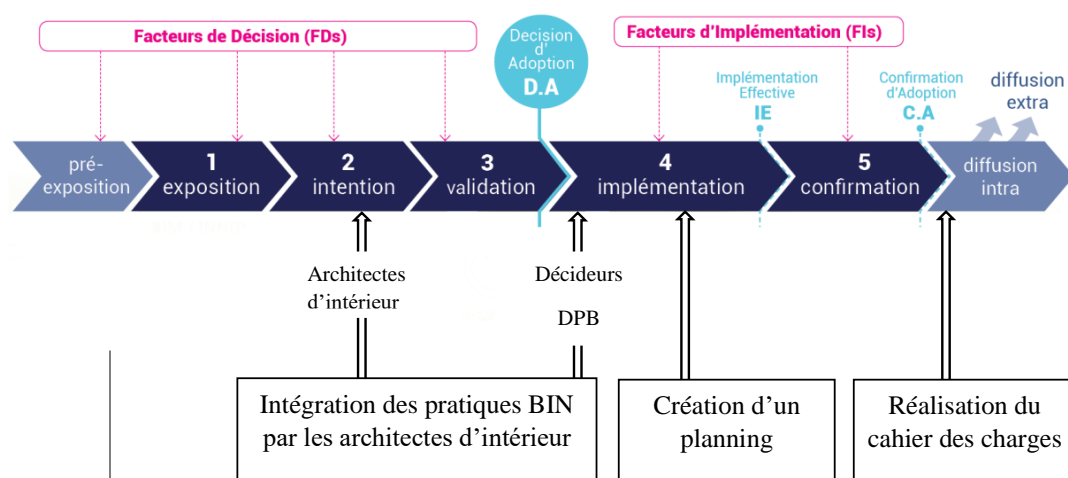 Facteurs de Décision (FDs)
Decision
d'
Adoption
D.A
Facteurs d'Implémentation (FIs)
Implémentation
Effective
IE
Confirmation
d'Adoption
C.A
diffusion
extra
pré-
exposition
1
exposition
2
intention
3
validation
4
implémentation
5
confirmation
diffusion
intra
Architectes
d’intérieur
Décideurs
DPB
Intégration des pratiques BIN
par les architectes d’intérieur
Création d’un
planning
Réalisation du
cahier des charges